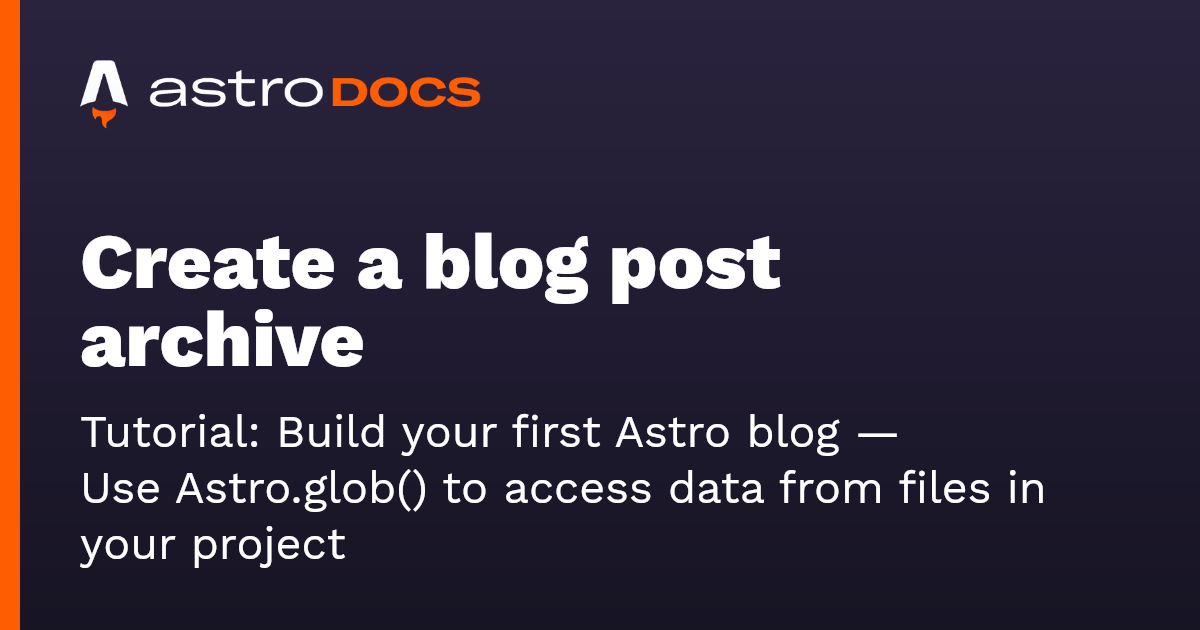 astro DOCS
Create a blog post
archive
Tutorial: Build your first Astro blog —
Use Astro.glob() to access data from files in
your project